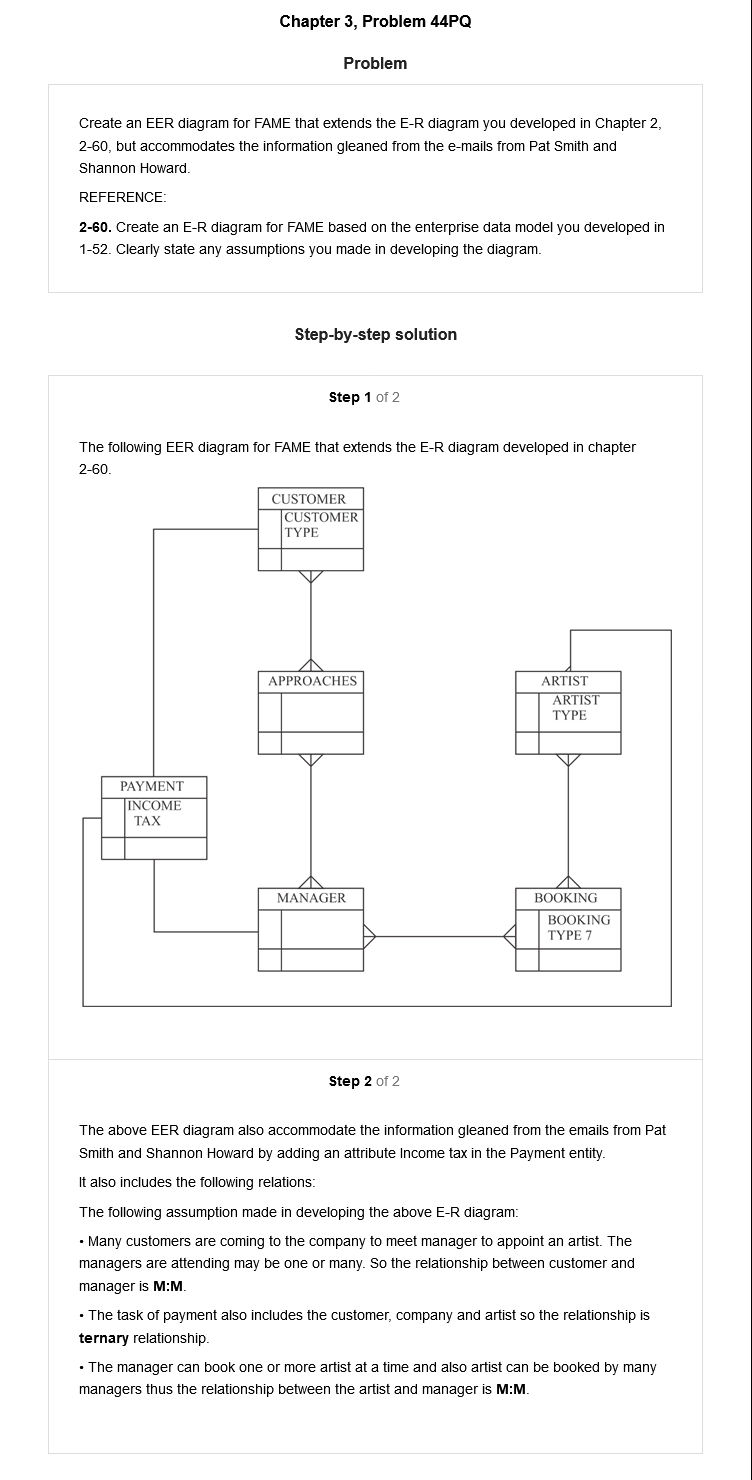 Chapter 3, Problem 44PQ
Problem
Create an EER diagram for FAME that extends the E-R diagram you developed in Chapter 2,
2-60, but accommodates the information gleaned from the e-mails from Pat Smith and
Shannon Howard.
REFERENCE:
2-60. Create an E-R diagram for FAME based on the enterprise data model you developed in
1-52. Clearly state any assumptions you made in developing the diagram.
Step-by-step solution
Step 1 of 2
The following EER diagram for FAME that extends the E-R diagram developed in chapter
2-60.
CUSTOMER
CUSTOMER
TYPE
APPROACHES
ARTIST
ARTIST
TYPE
PAYMENT
INCOME
TAX
MANAGER
BOOKING
BOOKING
TYPE 7
Step 2 of 2
The above EER diagram also accommodate the information gleaned from the emails from Pat
Smith and Shannon Howard by adding an attribute Income tax in the Payment entity.
It also includes the following relations:
The following assumption made in developing the above E-R diagram:
• Many customers are coming to the company to meet manager to appoint an artist. The
managers are attending may be one or many. So the relationship between customer and
manager is M:M.
• The task of payment also includes the customer, company and artist so the relationship is
ternary relationship.
• The manager can book one or more artist at a time and also artist can be booked by many
managers thus the relationship between the artist and manager is M:M.